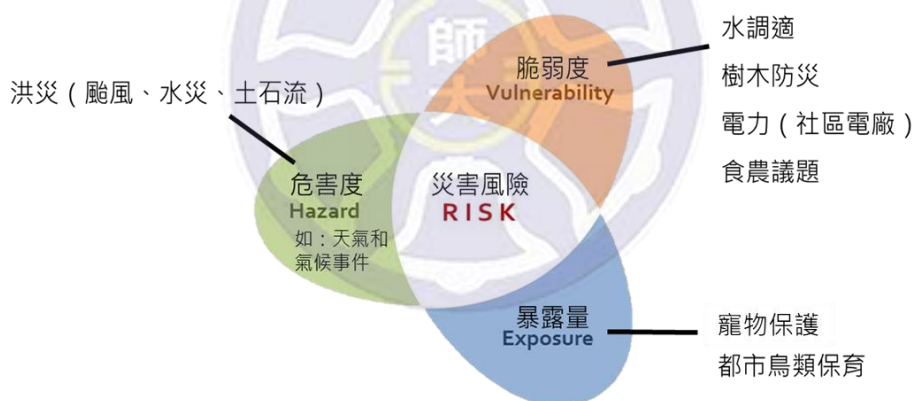 師
大
水調適
樹木防災
電力（社區電廠）
食農議題
脆弱度
Vulnerability
洪災（颱風、水災、土石流）
危害度
Hazard
如：天氣和
氣候事件
災害風險
RISK
暴露量
Exposure
寵物保護
都市鳥類保育